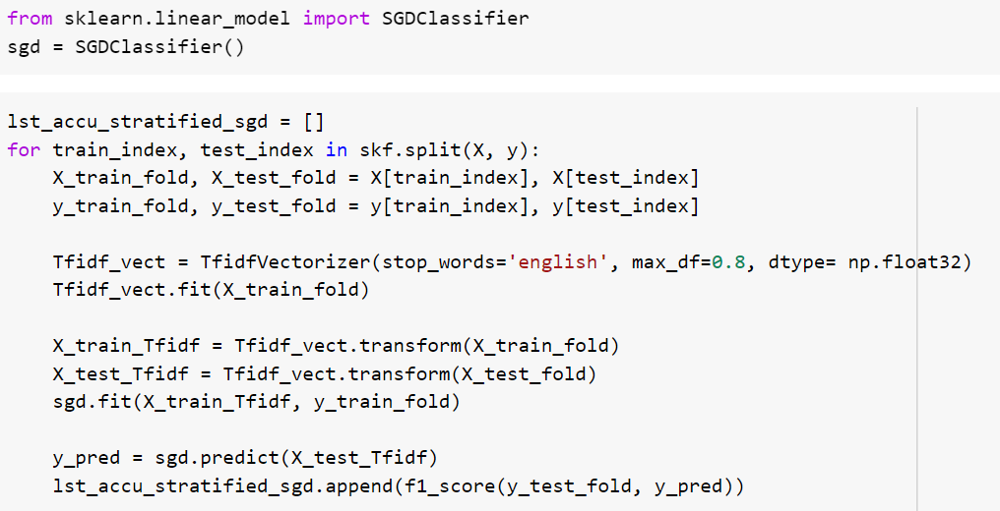 from sklearn.linear_model import SGDClassifier
sgd = SGDClassifier()
lst_accu_stratified_sgd = []
for train_index, test_index in skf.split(X, y):
    X_train_fold, X_test_fold = X[train_index], X[test_index]
    y_train_fold, y_test_fold = y[train_index], y[test_index]
    Tfidf_vect = TfidfVectorizer(stop_words='english', max_df=0.8, dtype= np.float32)
    Tfidf_vect.fit(X_train_fold)
    X_train_Tfidf = Tfidf_vect.transform(X_train_fold)
    X_test_Tfidf = Tfidf_vect.transform(X_test_fold)
    sgd.fit(X_train_Tfidf, y_train_fold)
    y_pred = sgd.predict(X_test_Tfidf)
    lst_accu_stratified_sgd.append(f1_score(y_test_fold, y_pred))